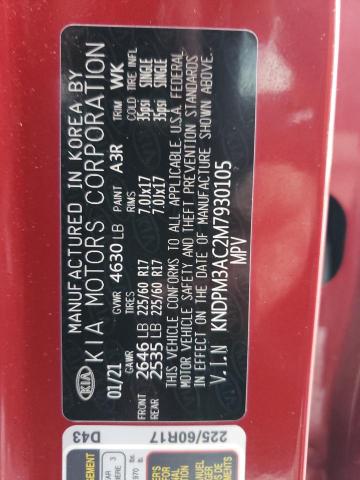 MANUFACTURED IN KOREA BY
KIA KIA MOTORS CORPORATION
01/21 GVWR 4630 LB PAINT A3R TRIM WK
GAWR TIRES RIMS COLD TIRE INFL
FRONT 2646 LB 225/60 R17 7.0JX17 35psi SINGLE
REAR 2535 LB 225/60 R17 7.0JX17 35psi SINGLE
THIS VEHICLE CONFORMS TO ALL APPLICABLE U.S.A. FEDERAL
MOTOR VEHICLE SAFETY AND THEFT PREVENTION STANDARDS
IN EFFECT ON THE DATE OF MANUFACTURE SHOWN ABOVE.
V.I.N KNDPM3AC2M7930105
MPV
D43
225/60R17